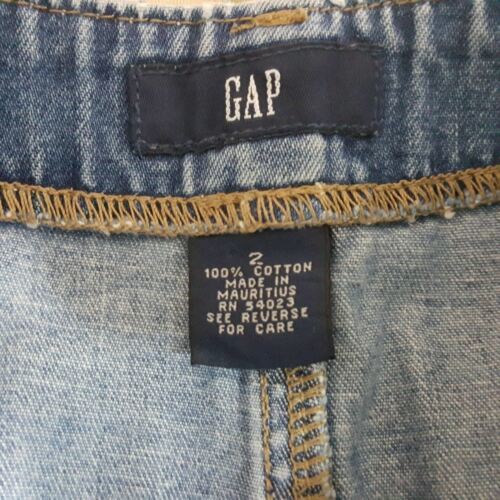 GAP
2
100% COTTON
MADE IN
MAURITIUS
RN 54023
SEE REVERSE
FOR CARE